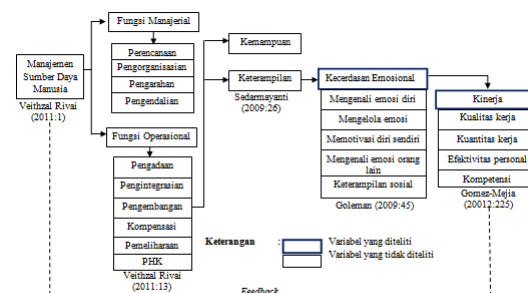 Fungsi Manajerial
Perencanaan
Pengorganisasian
Pengarahan
Pengendalian
Manajemen
Sumber Daya
Manusia
Veithzal Rivai
(2011:1)
Fungsi Operasional
Pengadaan
Pengintegrasian
Pengembangan
Kompensasi
Pemeliharaan
PHK
Veithzal Rivai
(2011:13)
Kemampuan
Keterampilan
Sedarmayanti
(2009:26)
Kecerdasan Emosional
Mengenali emosi diri
Mengelola emosi
Memotivasi diri sendiri
Mengenali emosi orang
lain
Keterampilan sosial
Goleman (2009:45)
Kinerja
Kualitas kerja
Kuantitas kerja
Efektivitas personal
Kompetensi
Gomez-Mejia
(20012:225)
Keterangan :
Variabel yang diteliti
Variabel yang tidak diteliti
Feedback